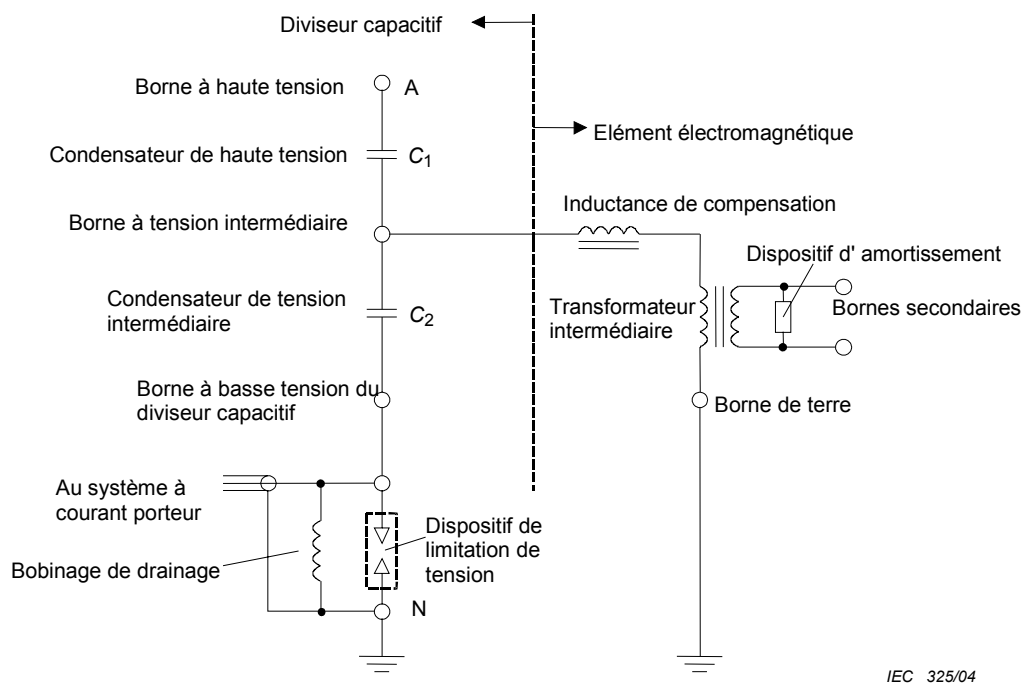 Diviseur capacitif
Borne à haute tension
A
Elément électromagnétique
Condensateur de haute tension
C1
Inductance de compensation
Borne à tension intermédiaire
Dispositif d' amortissement
Condensateur de tension
intermédiaire
C2
Transformateur
intermédiaire
Bornes secondaires
Borne à basse tension du
diviseur capacitif
Borne de terre
Au système à
courant porteur
Dispositif de
limitation de
tension
Bobinage de drainage
N
IEC 325/04